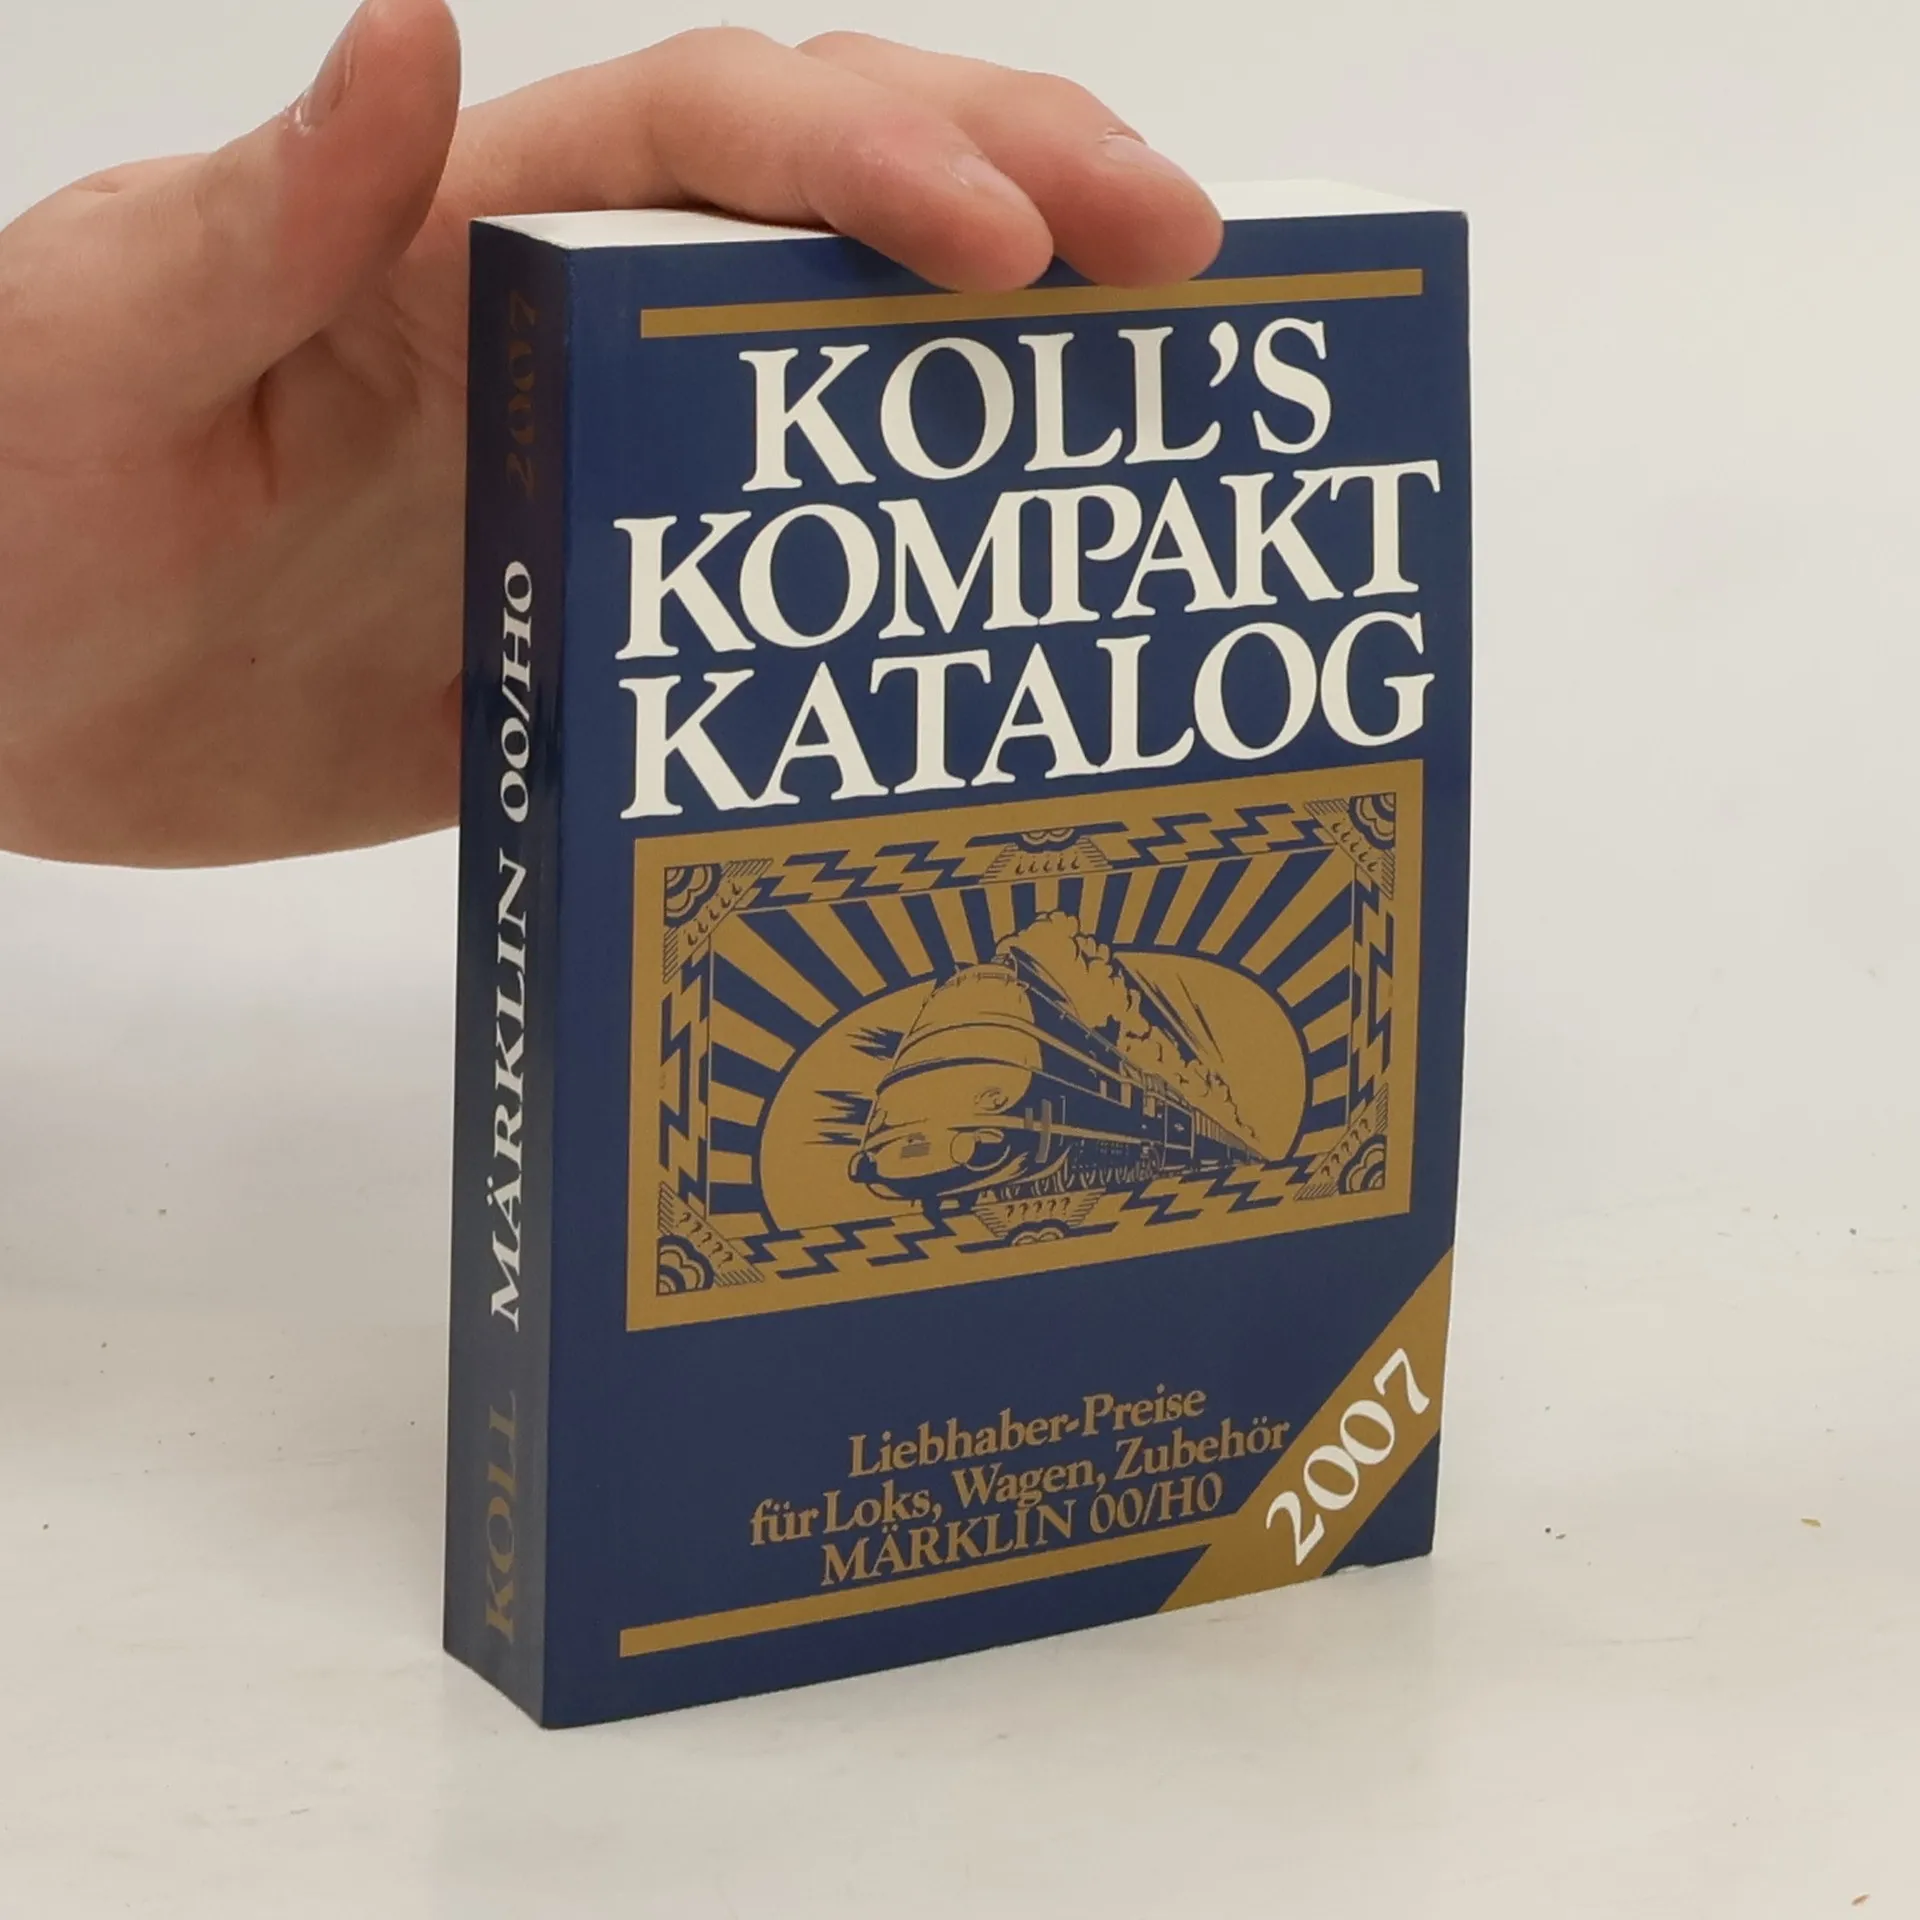 KOLL'S
KOMPAKT
KATALOG
Liebhaber-Preise
für Loks, Wagen, Zubehör
MÄRKLIN 00/H0
2007
KOLL MÄRKLIN 00/H0 2007